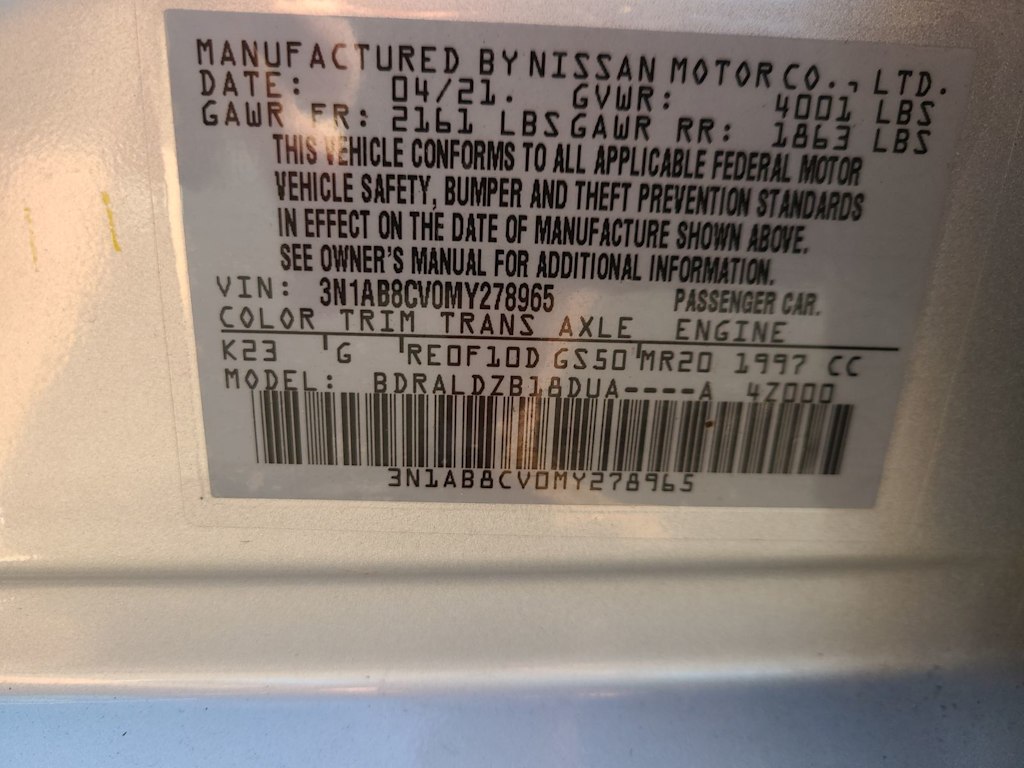 MANUFACTURED BY NISSAN MOTOR CO., LTD.
DATE: 04/21. GVWR: 4001 LBS
GAWR FR: 2161 LBS GAWR RR: 1863 LBS
THIS VEHICLE CONFORMS TO ALL APPLICABLE FEDERAL MOTOR
VEHICLE SAFETY, BUMPER AND THEFT PREVENTION STANDARDS
IN EFFECT ON THE DATE OF MANUFACTURE SHOWN ABOVE.
SEE OWNER'S MANUAL FOR ADDITIONAL INFORMATION.
VIN: 3N1AB8CV0MY278965 PASSENGER CAR.
COLOR TRIM TRANS AXLE ENGINE
K23 G RE0F10D GS50 MR20 1997 CC
MODEL: BDRALDZB18DUA----A 4Z000
3N1AB8CV0MY278965